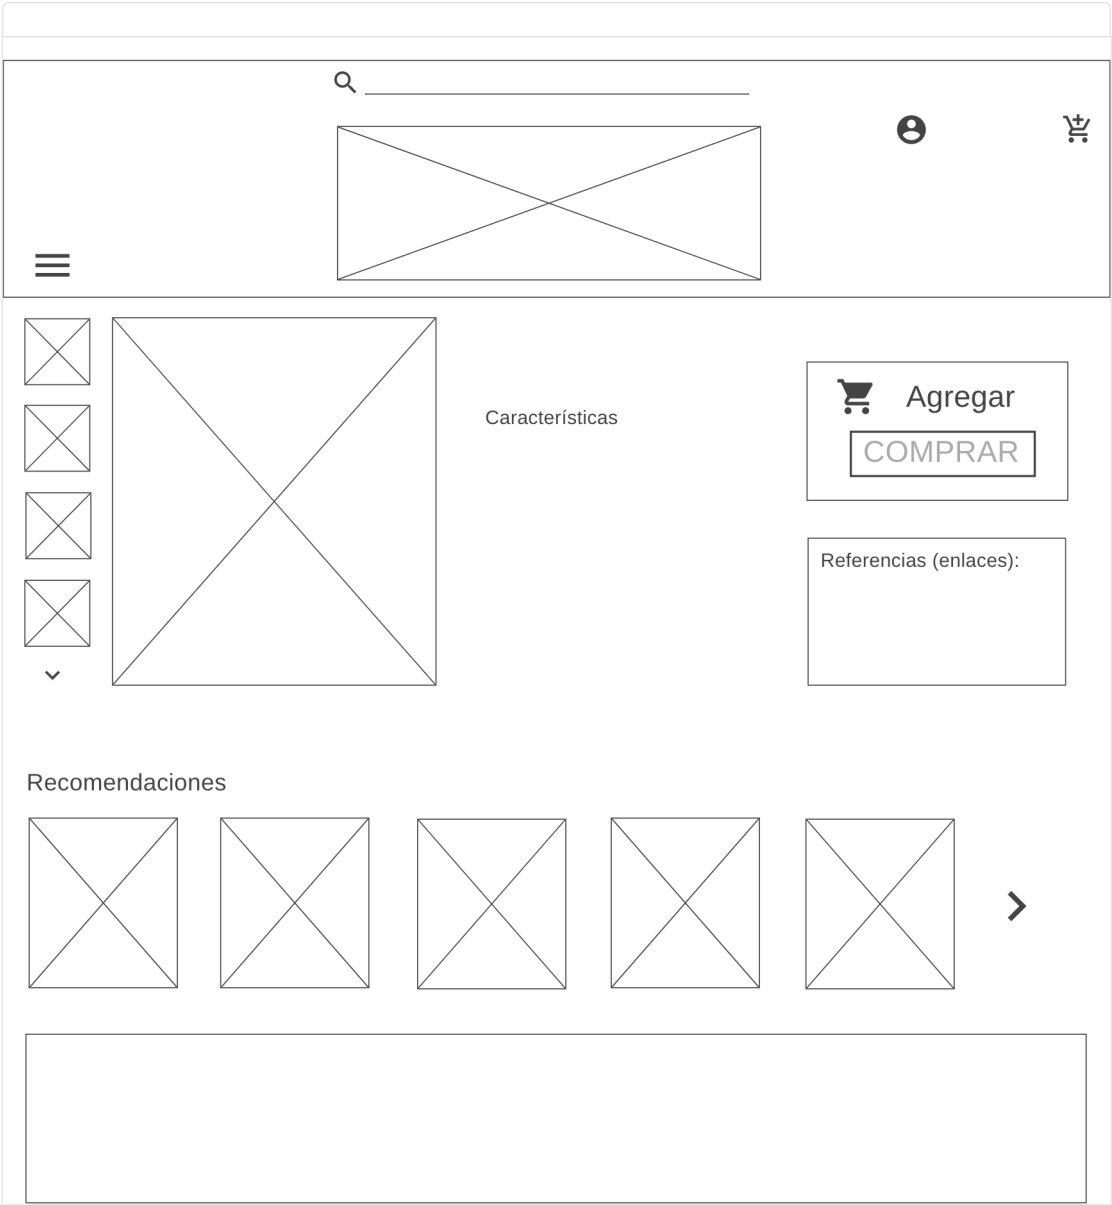 Características
Agregar
COMPRAR
Referencias (enlaces):
Recomendaciones